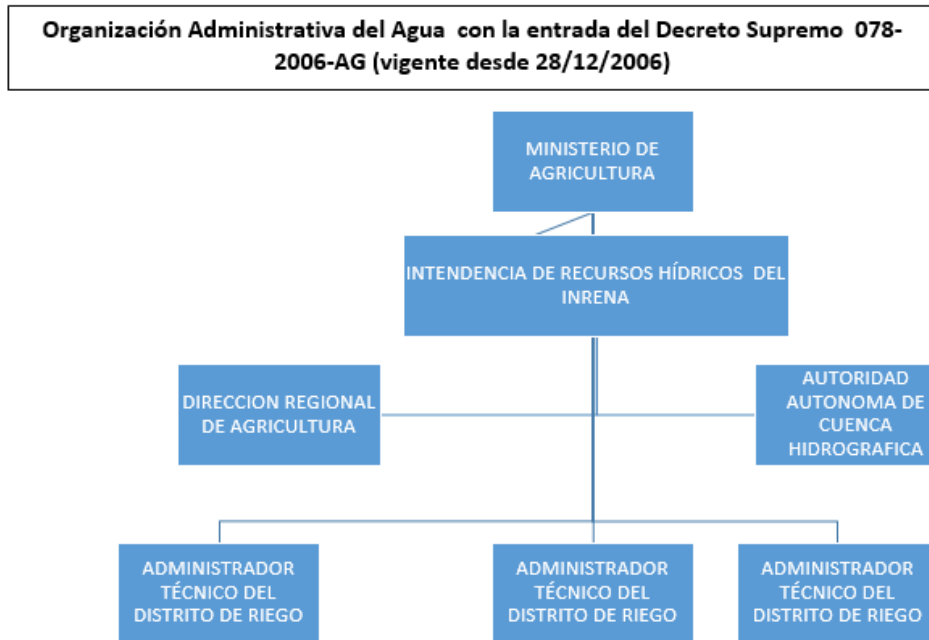 Organización Administrativa del Agua con la entrada del Decreto Supremo 078-
2006-AG (vigente desde 28/12/2006)
MINISTERIO DE
AGRICULTURA
INTENDENCIA DE RECURSOS HÍDRICOS DEL
INRENA
DIRECCION REGIONAL
DE AGRICULTURA
AUTORIDAD
AUTONOMA DE
CUENCA
HIDROGRAFICA
ADMINISTRADOR
TÉCNICO DEL
DISTRITO DE RIEGO
ADMINISTRADOR
TÉCNICO DEL
DISTRITO DE RIEGO
ADMINISTRADOR
TÉCNICO DEL
DISTRITO DE RIEGO